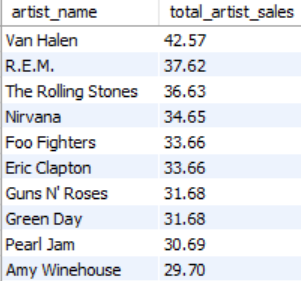 artist_name total_artist_sales
Van Halen 42.57
R.E.M. 37.62
The Rolling Stones 36.63
Nirvana 34.65
Foo Fighters 33.66
Eric Clapton 33.66
Guns N' Roses 31.68
Green Day 31.68
Pearl Jam 30.69
Amy Winehouse 29.70